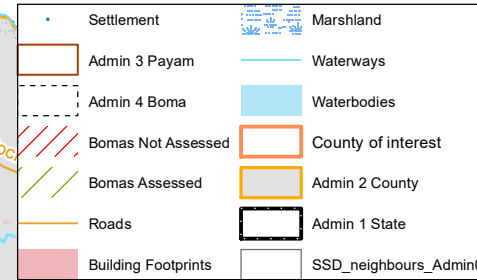 Settlement
Marshland
Admin 3 Payam
Waterways
Admin 4 Boma
Waterbodies
Bomas Not Assessed
County of interest
Bomas Assessed
Admin 2 County
Roads
Admin 1 State
Building Footprints
SSD_neighbours_Admin0